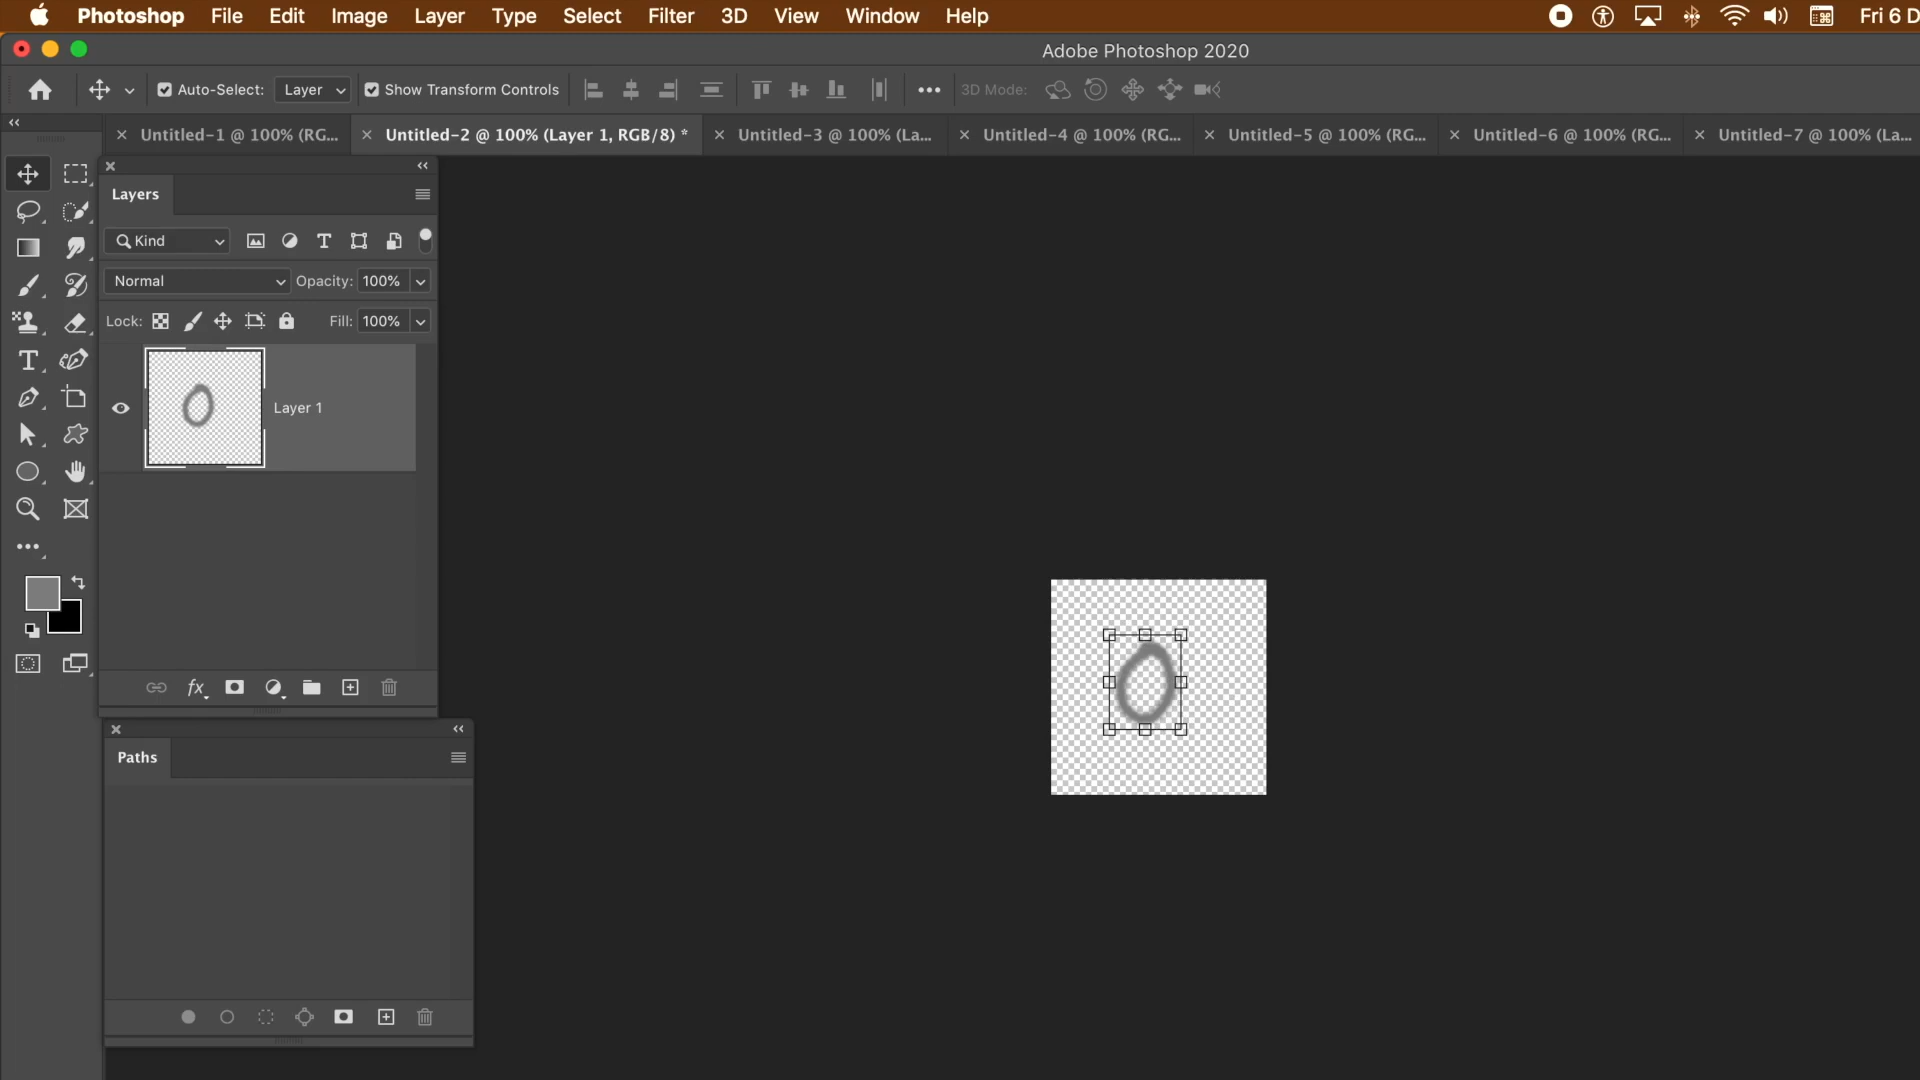 Photoshop File Edit Image Layer Type Select Filter 3D View Window Help Fri 6 D
Adobe Photoshop 2020
Auto-Select: Layer Show Transform Controls 3D Mode:
Untitled-1 @ 100% (RG... Untitled-2 @ 100% (Layer 1, RGB/8) * Untitled-3 @ 100% (La... Untitled-4 @ 100% (RG... Untitled-5 @ 100% (RG... Untitled-6 @ 100% (RG... Untitled-7 @ 100% (La...
Layers
Kind
Normal Opacity: 100%
Lock: Fill: 100%
Layer 1
fx
Paths